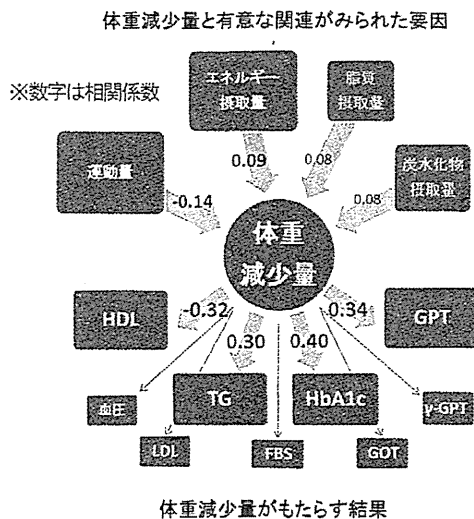 体重減少量と有意な関連がみられた要因
※数字は相関係数
エネルギー
摂取量
脂質
摂取量
運動量
炭水化物
摂取量
0.09
0.08
-0.14
0.08
体重
減少量
HDL
-0.32
0.30
0.40
0.34
GPT
血圧
TG
HbA1c
γ-GPT
LDL
FBS
GOT
体重減少量がもたらす結果